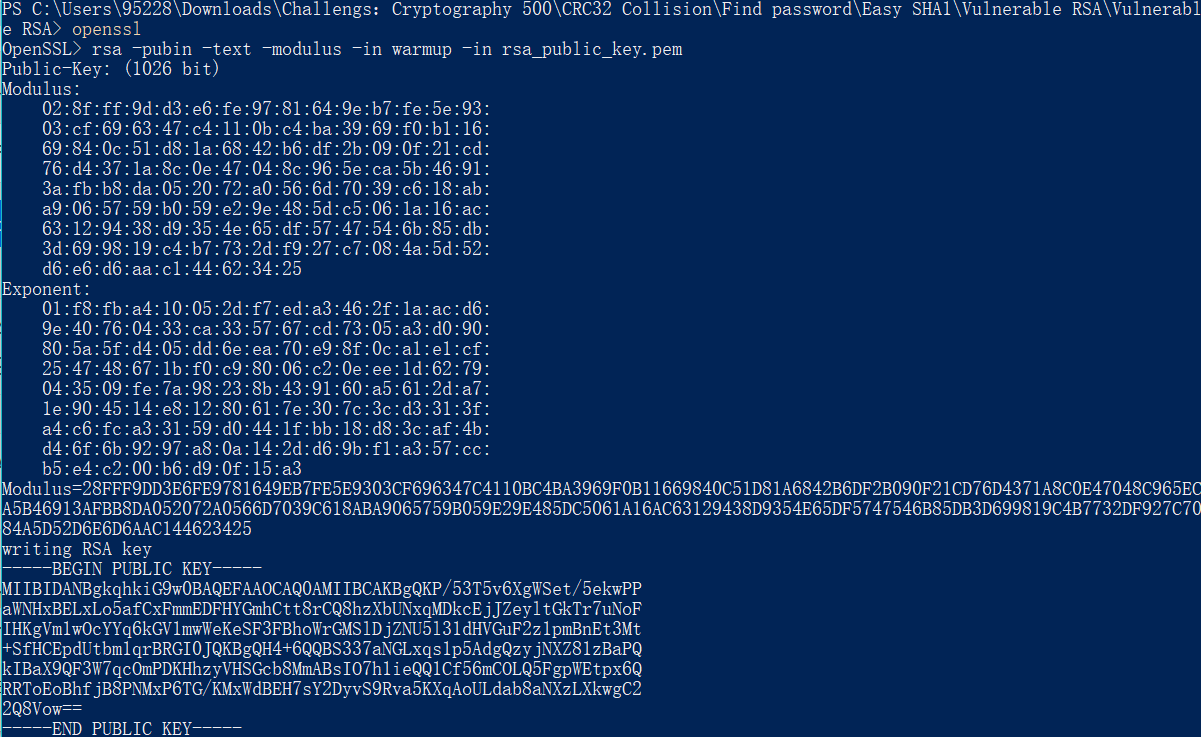 PS C:\Users\95228\Downloads\Challengs: Cryptography 500\CRC32 Collision\Find password\Easy SHA1\Vulnerable RSA\Vulnerabl
e RSA> openssl
OpenSSL> rsa -pubin -text -modulus -in warmup -in rsa_public_key.pem
Public-Key: (1026 bit)
Modulus:
    02:8f:ff:9d:d3:e6:fe:97:81:64:9e:b7:fe:5e:93:
    03:cf:69:63:47:c4:11:0b:c4:ba:39:69:f0:b1:16:
    69:84:0c:51:d8:1a:68:42:b6:df:2b:09:0f:21:cd:
    76:d4:37:1a:8c:0e:47:04:8c:96:5e:ca:5b:46:91:
    3a:fb:b8:da:05:20:72:a0:56:6d:70:39:c6:18:ab:
    a9:06:57:59:b0:59:e2:9e:48:5d:c5:06:1a:16:ac:
    63:12:94:38:d9:35:4e:65:df:57:47:54:6b:85:db:
    3d:69:98:19:c4:b7:73:2d:f9:27:c7:08:4a:5d:52:
    d6:e6:d6:aa:c1:44:62:34:25
Exponent:
    01:f8:fb:a4:10:05:2d:f7:ed:a3:46:2f:1a:ac:d6:
    9e:40:76:04:33:ca:33:57:67:cd:73:05:a3:d0:90:
    80:5a:5f:d4:05:dd:6e:ea:70:e9:8f:0c:a1:e1:cf:
    25:47:48:67:1b:f0:c9:80:06:c2:0e:ee:1d:62:79:
    04:35:09:fe:7a:98:23:8b:43:91:60:a5:61:2d:a7:
    1e:90:45:14:e8:12:80:61:7e:30:7c:3c:d3:31:3f:
    a4:c6:fc:a3:31:59:d0:44:1f:bb:18:d8:3c:af:4b:
    d4:6f:6b:92:97:a8:0a:14:2d:d6:9b:f1:a3:57:cc:
    b5:e4:c2:00:b6:d9:0f:15:a3
Modulus=28FFF9DD3E6FE9781649EB7FE5E9303CF696347C4110BC4BA3969F0B11669840C51D81A6842B6DF2B090F21CD76D4371A8C0E47048C965EC
A5B46913AFBB8DA052072A0566D7039C618ABA9065759B059E29E485DC5061A16AC63129438D9354E65DF5747546B85DB3D699819C4B7732DF927C70
84A5D52D6E6D6AAC144623425
writing RSA key
-----BEGIN PUBLIC KEY-----
MIIBIDANBgkqhkiG9w0BAQEFAAOCAQ0AMIIBCAKBgQKP/53T5v6XgWSet/5ekwPP
aWNHxBELxLo5afCxFmmEDFHYGmhCtt8rCQ8hzXbUNxqMDkcEjJZeyltGkTr7uNoF
IHKgVm1wOcYYq6kGV1mwWeKeSF3FBhoWrGMSlDjZNU5l31dHVGuF2z1pmBnEt3Mt
+SfHCEpdUtbm1qrBRGI0JQKBgQH4+6QQBS337aNGLxqs1p5AdgQzyjNXZ81zBaPQ
kIBaX9QF3W7qcOmPDKHhzyVHSGcb8MmABsIO7h1ieQQ1Cf56mCOLQ5FgpWEtpx6Q
RRToEoBhfjB8PNMxP6TG/KMxWdBEH7sY2DyvS9Rva5KXqAoULdab8aNXzLXkwgC2
2Q8Vow==
-----END PUBLIC KEY-----